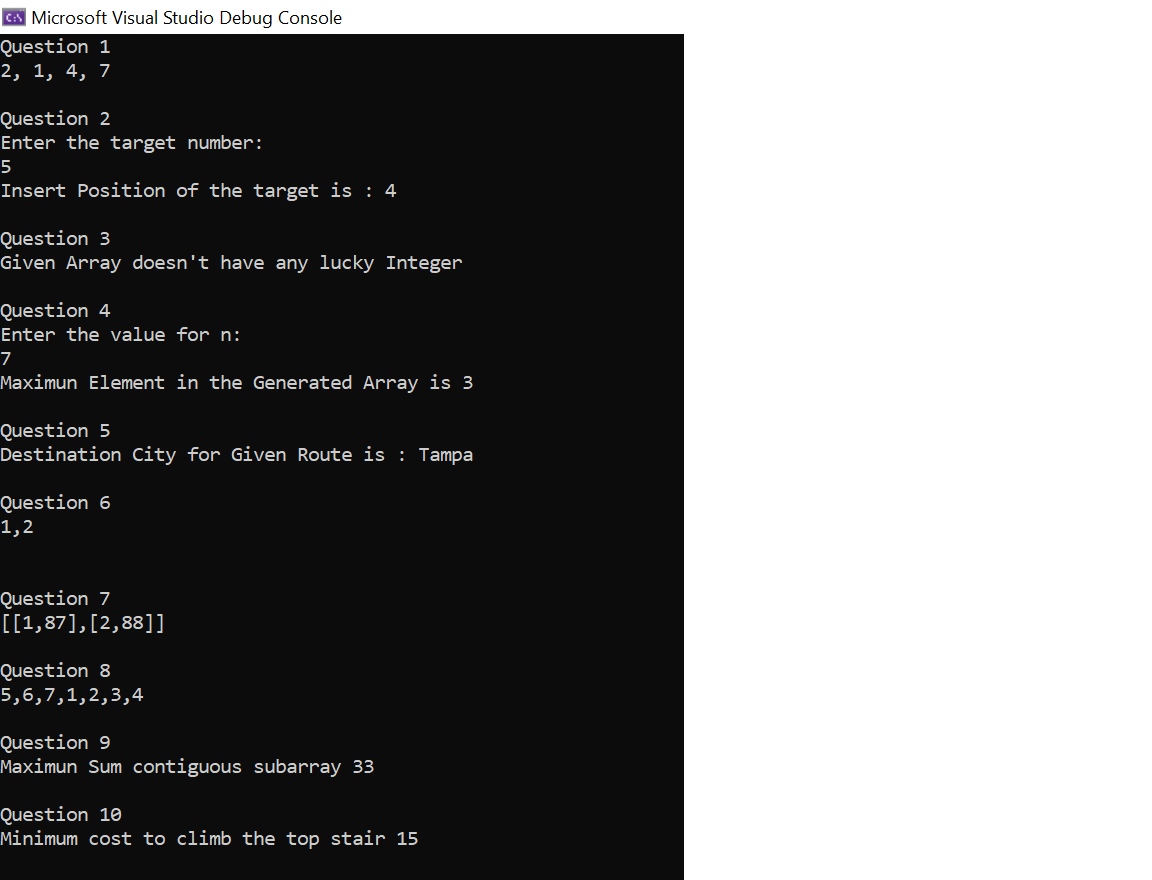 Microsoft Visual Studio Debug Console
Question 1
2, 1, 4, 7
Question 2
Enter the target number:
5
Insert Position of the target is : 4
Question 3
Given Array doesn't have any lucky Integer
Question 4
Enter the value for n:
7
Maximun Element in the Generated Array is 3
Question 5
Destination City for Given Route is : Tampa
Question 6
1,2
Question 7
[[1,87],[2,88]]
Question 8
5,6,7,1,2,3,4
Question 9
Maximun Sum contiguous subarray 33
Question 10
Minimum cost to climb the top stair 15